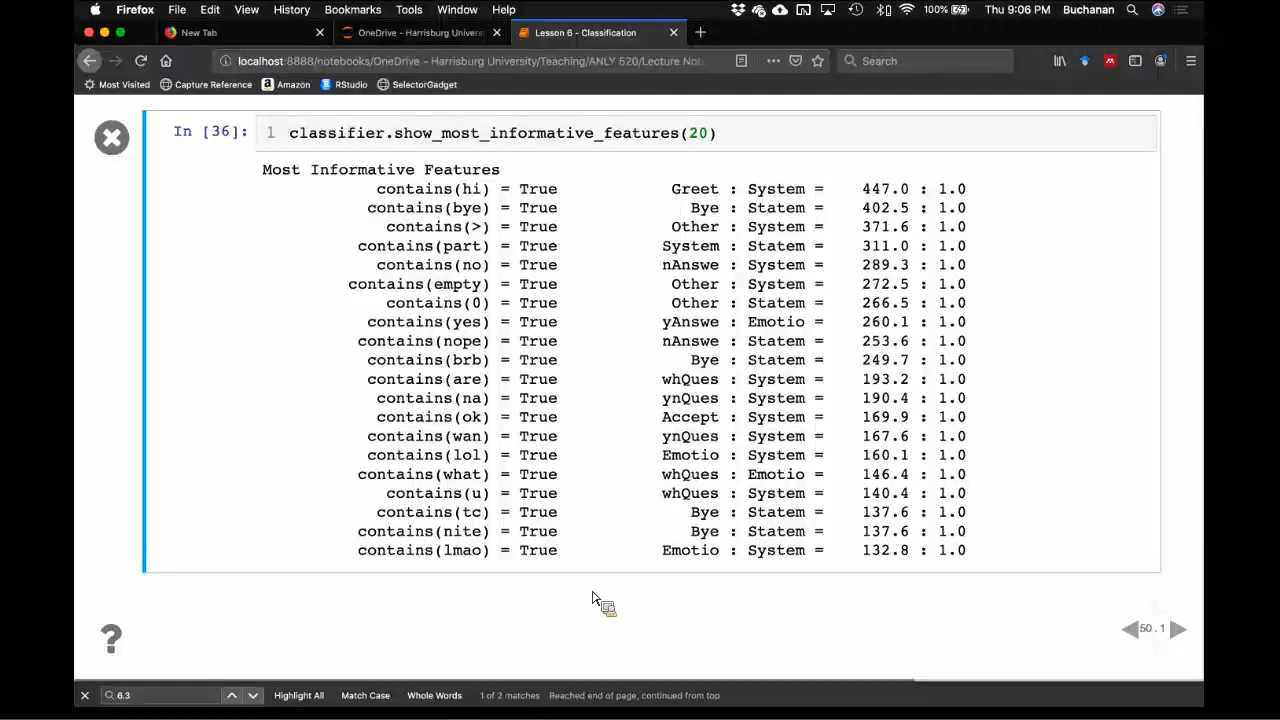 Firefox File Edit View History Bookmarks Tools Window Help 100% Thu 9:06 PM Buchanan
New Tab OneDrive - Harrisburg Univers Lesson 6 - Classification
localhost:8888/notebooks/OneDrive - Harrisburg University/Teaching/ANLY 520/Lecture Not Search
Most Visited Capture Reference Amazon RStudio SelectorGadget
In [36]: 1 classifier.show_most_informative_features(20)
Most Informative Features
contains(hi) = True Greet : System = 447.0 : 1.0
contains(bye) = True Bye : Statem = 402.5 : 1.0
contains(>) = True Other : System = 371.6 : 1.0
contains(part) = True System : Statem = 311.0 : 1.0
contains(no) = True nAnswe : System = 289.3 : 1.0
contains(empty) = True Other : System = 272.5 : 1.0
contains(0) = True Other : Statem = 266.5 : 1.0
contains(yes) = True yAnswe : Emotio = 260.1 : 1.0
contains(nope) = True nAnswe : Statem = 253.6 : 1.0
contains(brb) = True Bye : Statem = 249.7 : 1.0
contains(are) = True whQues : System = 193.2 : 1.0
contains(na) = True ynQues : System = 190.4 : 1.0
contains(ok) = True Accept : System = 169.9 : 1.0
contains(wan) = True ynQues : System = 167.6 : 1.0
contains(lol) = True Emotio : System = 160.1 : 1.0
contains(what) = True whQues : Emotio = 146.4 : 1.0
contains(u) = True whQues : System = 140.4 : 1.0
contains(tc) = True Bye : Statem = 137.6 : 1.0
contains(nite) = True Bye : Statem = 137.6 : 1.0
contains(lmao) = True Emotio : System = 132.8 : 1.0
?
50.1
6.3 Highlight All Match Case Whole Words 1 of 2 matches Reached end of page, continued from top